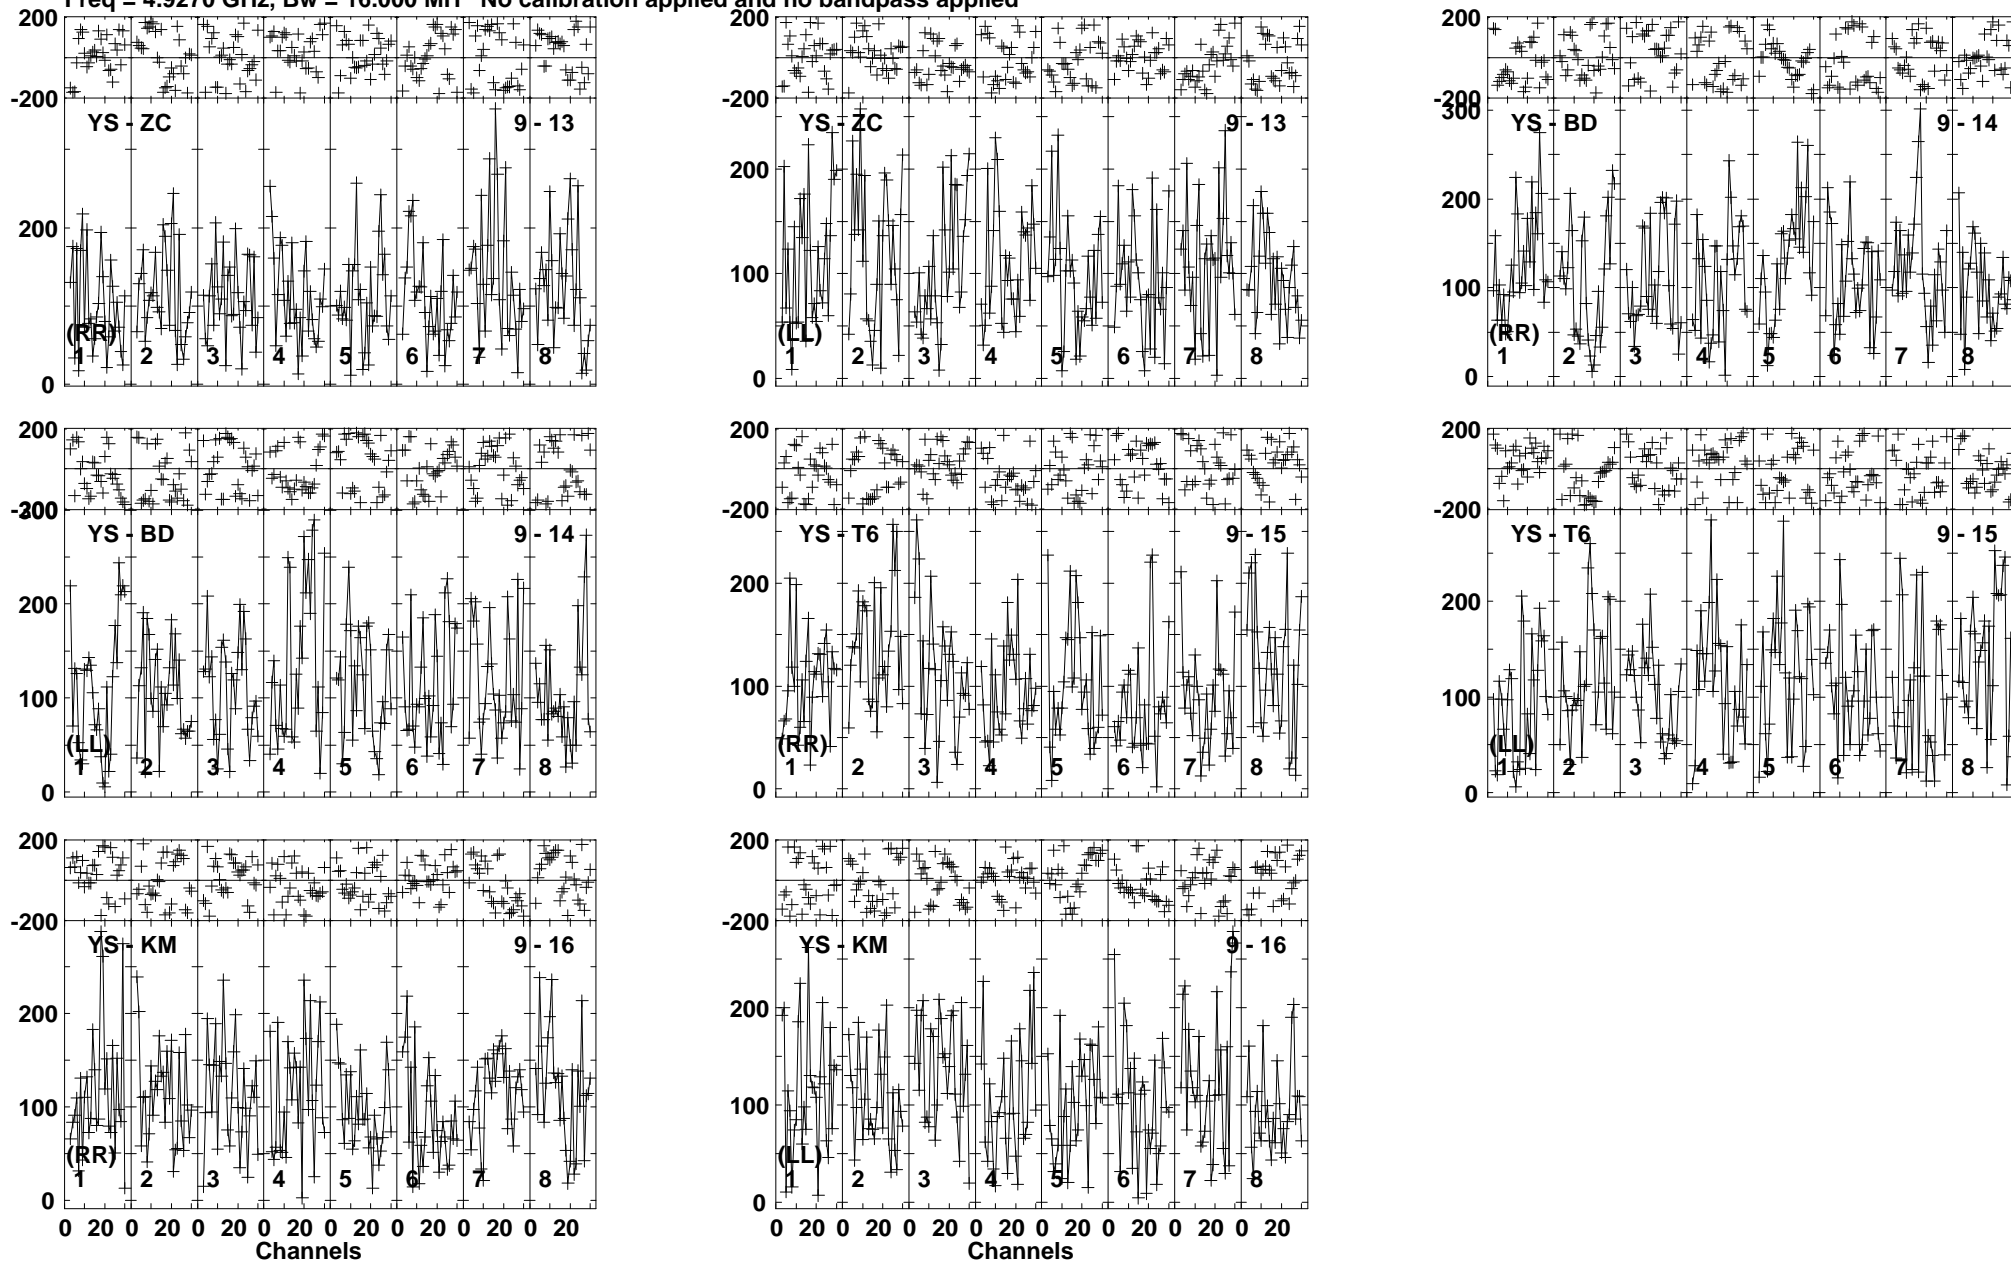 Freq = 4.9270 GHz, Bw = 16.000 MH No calibration applied and no bandpass applied
200 200 200
-200 -200 -200
300
YS - ZC 9 - 13 YS - ZC 9 - 13 YS - BD 9 - 14
200 200 200
100 100
(RR) (LL) (RR)
1 2 3 4 5 6 7 8 1 2 3 4 5 6 7 8 1 2 3 4 5 6 7 8
0 0 0
200 200 200
-200 -200 -200
300
YS - BD 9 - 14 YS - T6 9 - 15 YS - T6 9 - 15
200 200 200
100 100 100
(LL) (RR) (LL)
1 2 3 4 5 6 7 8 1 2 3 4 5 6 7 8 1 2 3 4 5 6 7 8
0 0 0
200 200
-200 -200
YS - KM 9 - 16 YS - KM 9 - 16
200 200
100 100
(RR) (LL)
1 2 3 4 5 6 7 8 1 2 3 4 5 6 7 8
0 0
0 20 0 20 0 20 0 20 0 20 0 20 0 20 0 20 0 20 0 20 0 20 0 20 0 20 0 20 0 20 0 20
Channels Channels